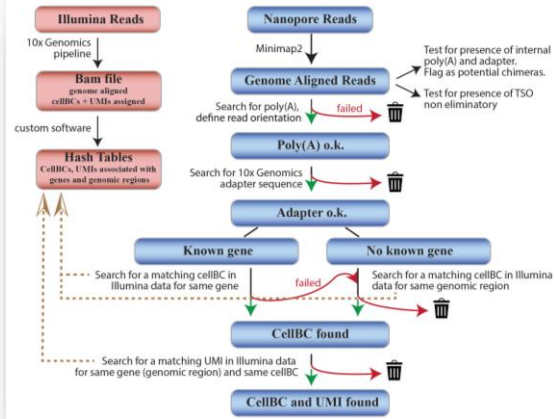 Illumina Reads
10x Genomics
pipeline
Bam file
genome aligned
cellBCs + UMIs assigned
custom software
Hash Tables
CellBCs, UMIs associated with
genes and genomic regions
Nanopore Reads
Minimap2
Genome Aligned Reads
Test for presence of internal
poly(A) and adapter.
Flag as potential chimeras.
Test for presence of TSO
non eliminatory
Search for poly(A),
define read orientation
failed
Poly(A) o.k.
Search for 10x Genomics
adapter sequence
Adapter o.k.
Known gene
No known gene
Search for a matching cellBC in
Illumina data for same gene
failed
Search for a matching cellBC in Illumina
data for same genomic region
CellBC found
Search for a matching UMI in Illumina data
for same gene (genomic region) and same cellBC
CellBC and UMI found